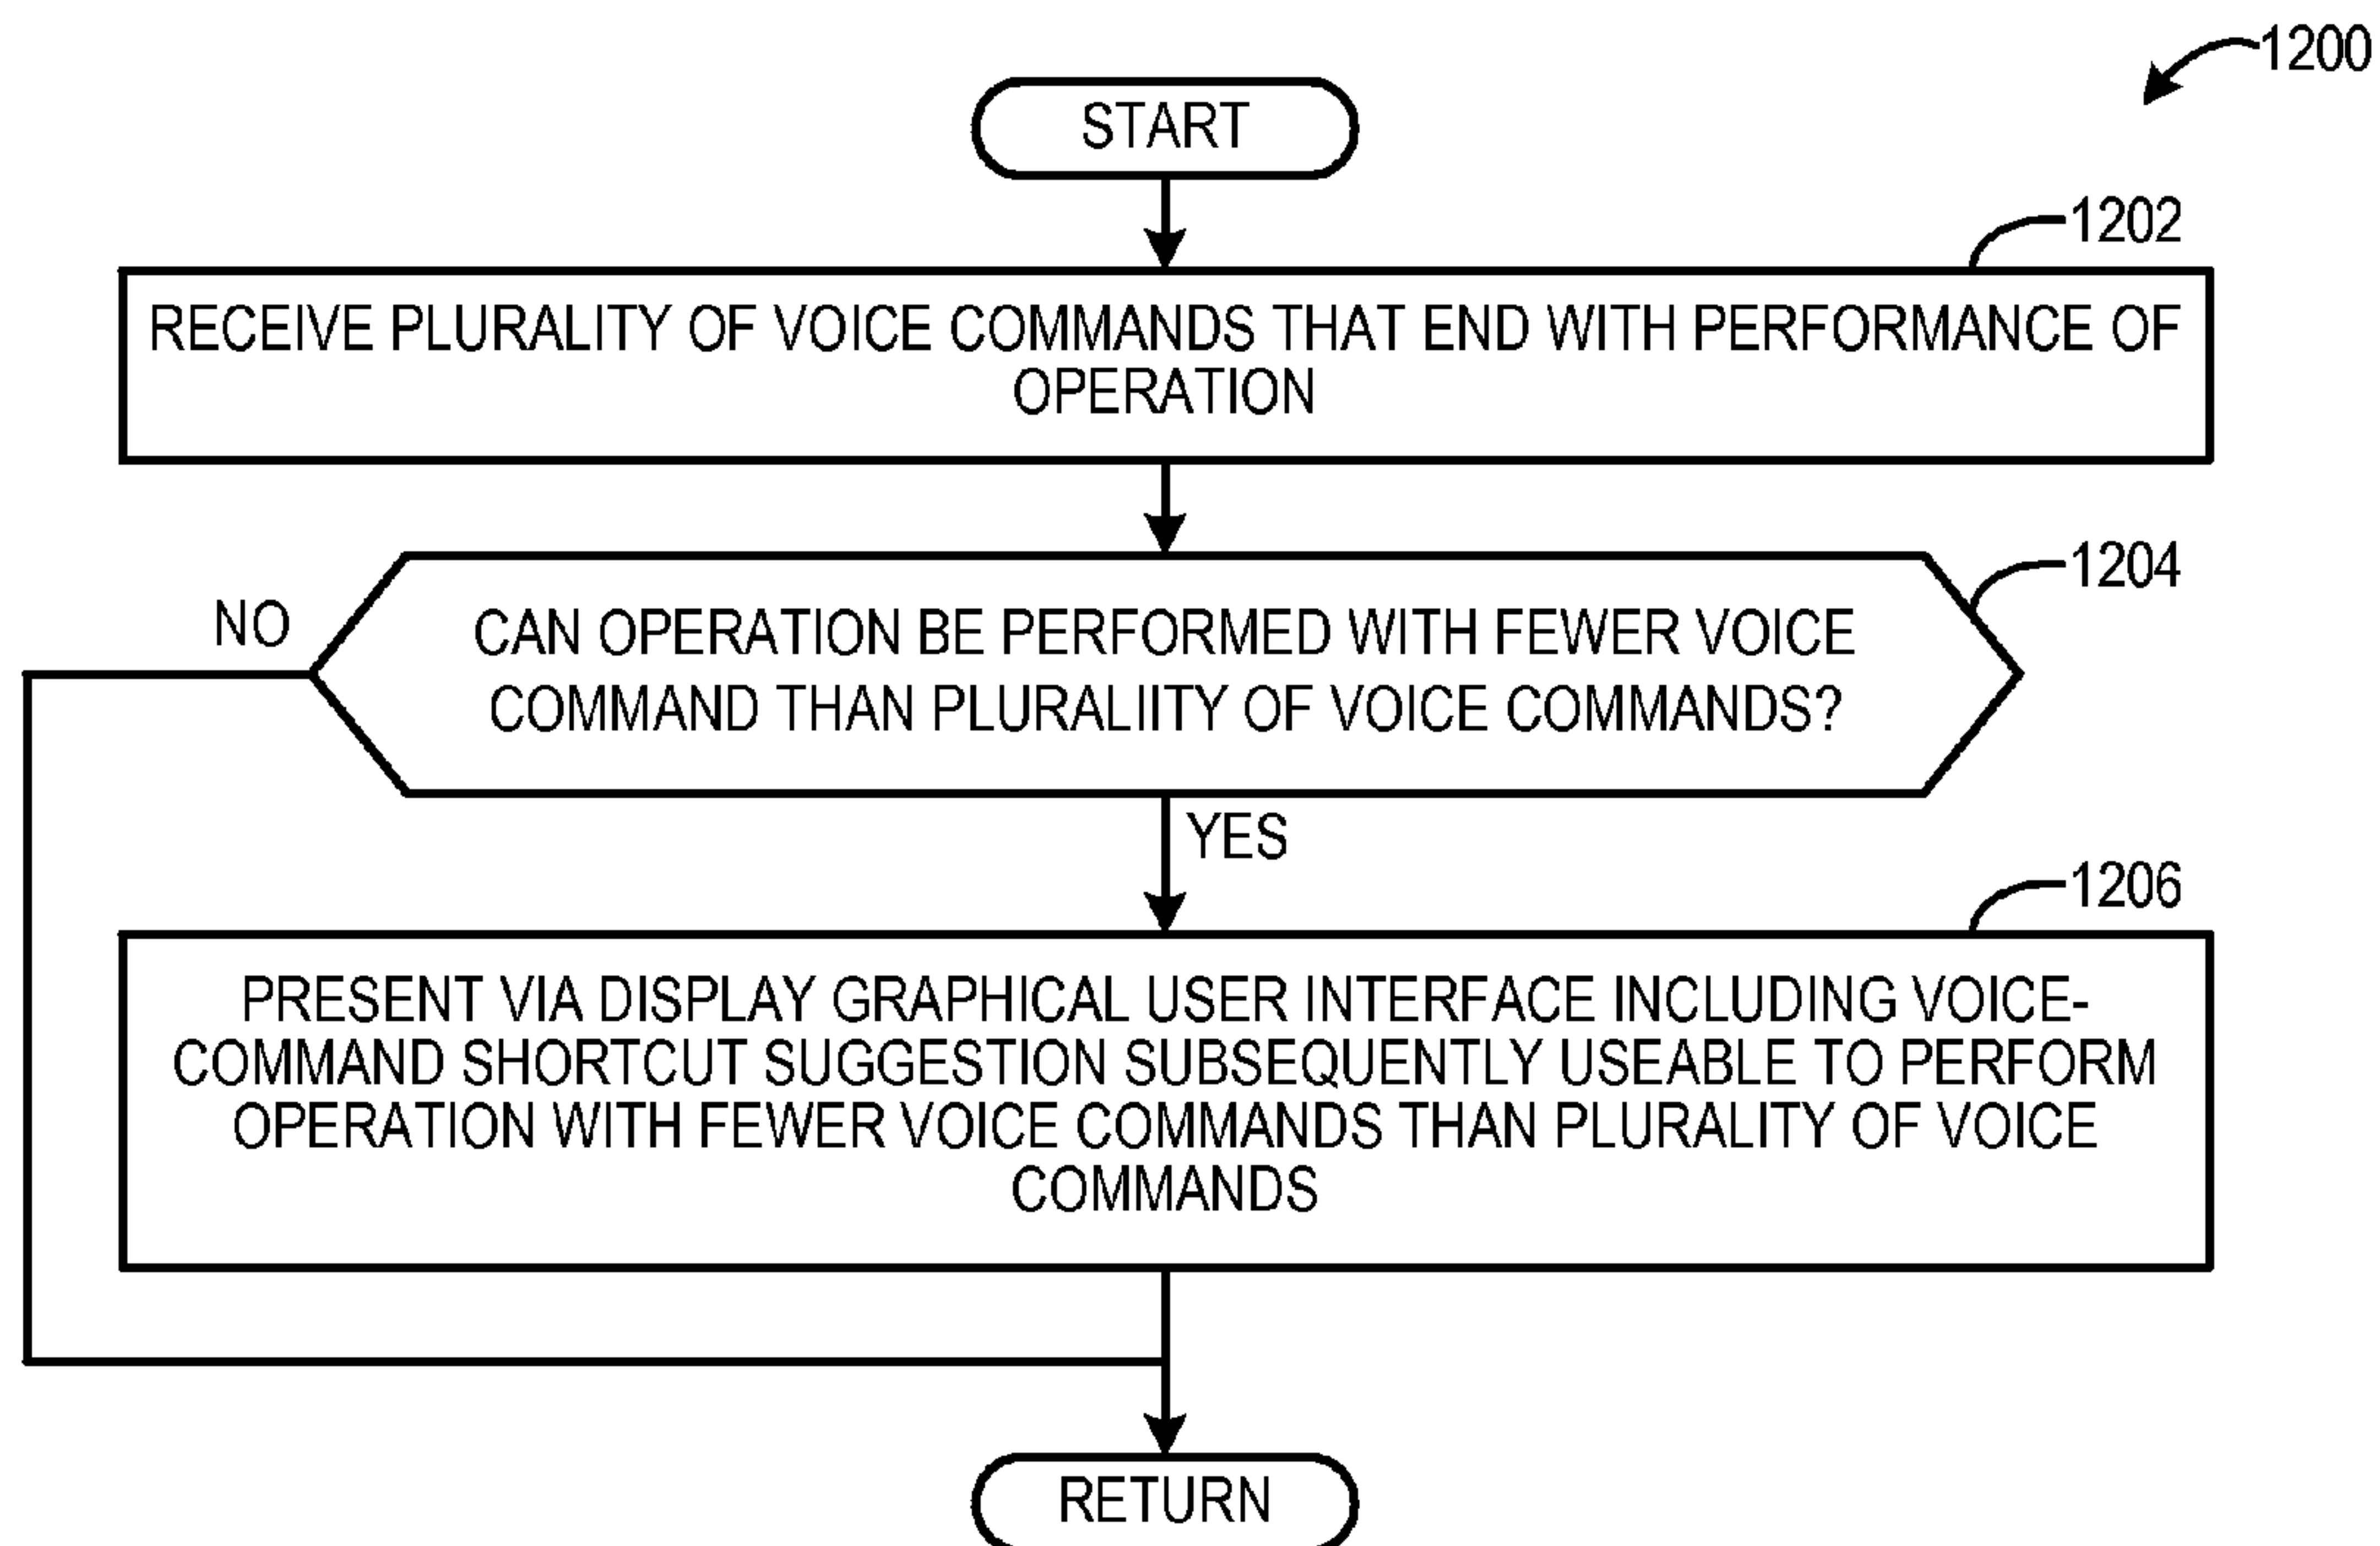 1200
START
1202
RECEIVE PLURALITY OF VOICE COMMANDS THAT END WITH PERFORMANCE OF
OPERATION
1204
NO
CAN OPERATION BE PERFORMED WITH FEWER VOICE
COMMAND THAN PLURALIITY OF VOICE COMMANDS?
YES
1206
PRESENT VIA DISPLAY GRAPHICAL USER INTERFACE INCLUDING VOICE-
COMMAND SHORTCUT SUGGESTION SUBSEQUENTLY USEABLE TO PERFORM
OPERATION WITH FEWER VOICE COMMANDS THAN PLURALITY OF VOICE
COMMANDS
RETURN